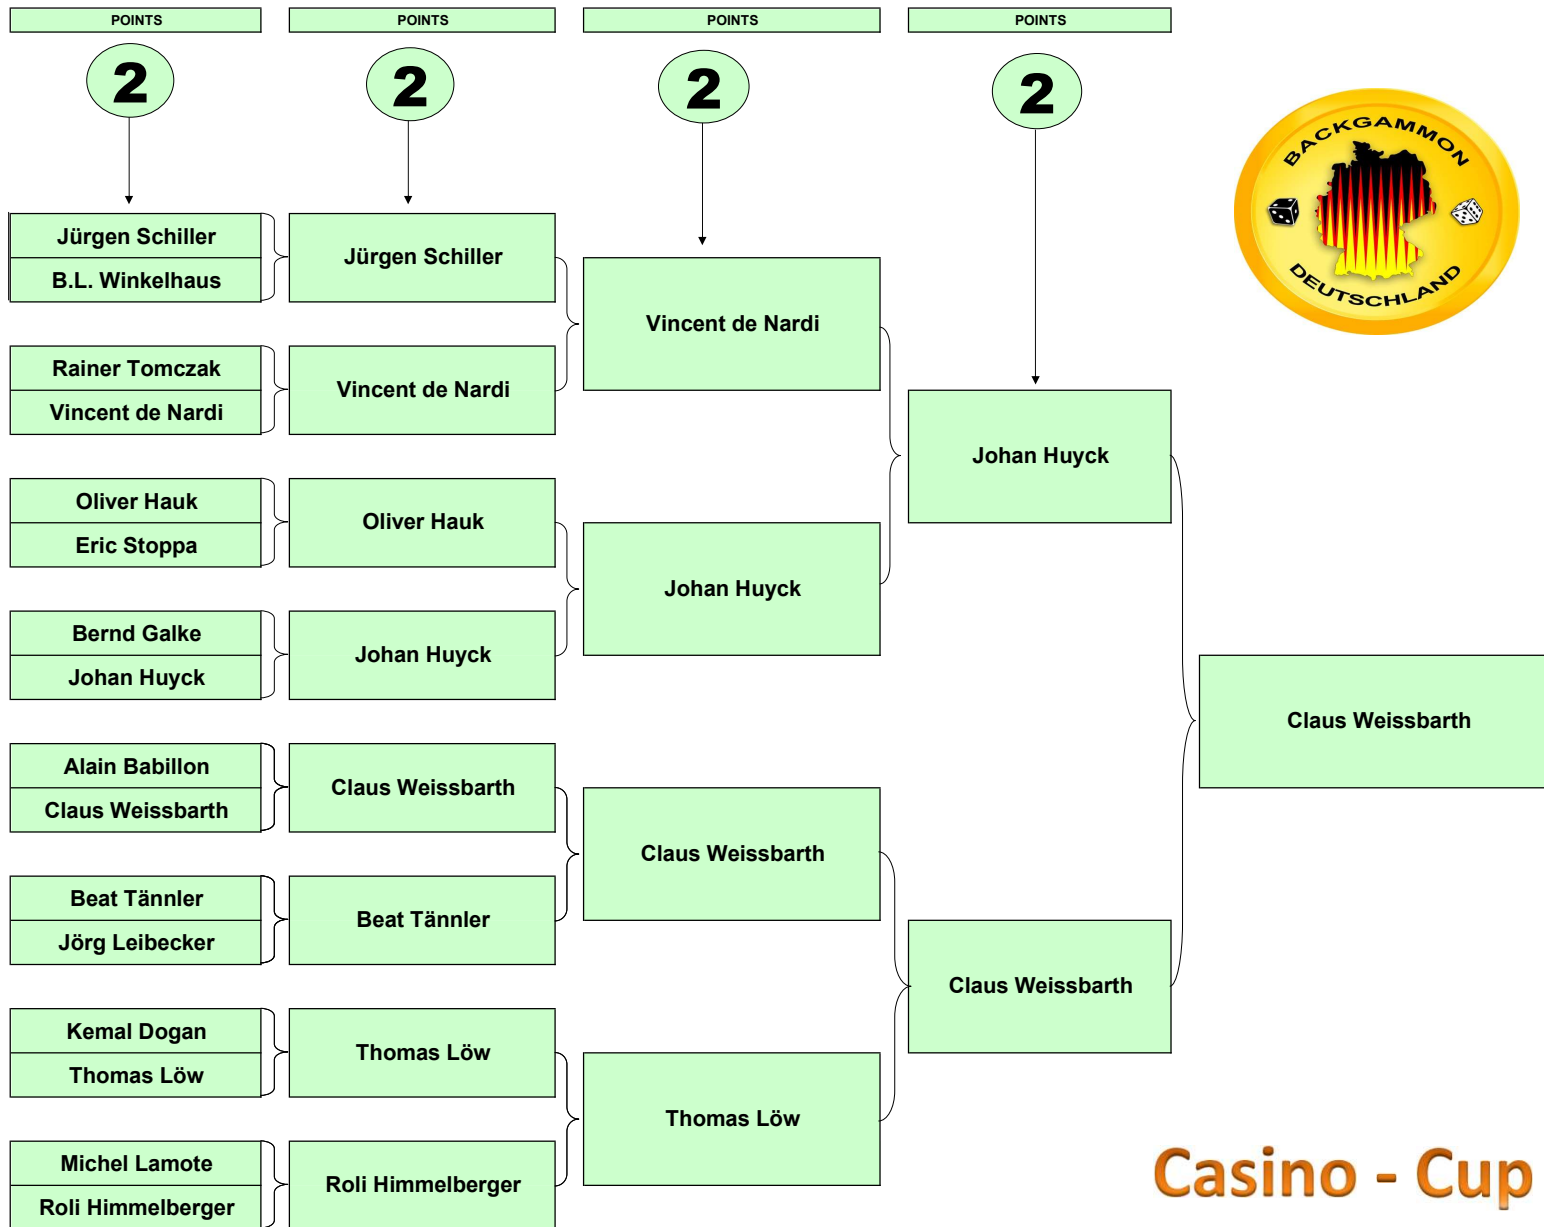 POINTS
POINTS
POINTS
POINTS
2
2
2
2
BACKGAMMON
DEUTSCHLAND
Jürgen Schiller
B.L. Winkelhaus
Rainer Tomczak
Vincent de Nardi
Oliver Hauk
Eric Stoppa
Bernd Galke
Johan Huyck
Alain Babillon
Claus Weissbarth
Beat Tännler
Jörg Leibecker
Kemal Dogan
Thomas Löw
Michel Lamote
Roli Himmelberger
Jürgen Schiller
Vincent de Nardi
Oliver Hauk
Johan Huyck
Claus Weissbarth
Beat Tännler
Thomas Löw
Roli Himmelberger
Vincent de Nardi
Johan Huyck
Claus Weissbarth
Thomas Löw
Johan Huyck
Claus Weissbarth
Claus Weissbarth
Casino - Cup